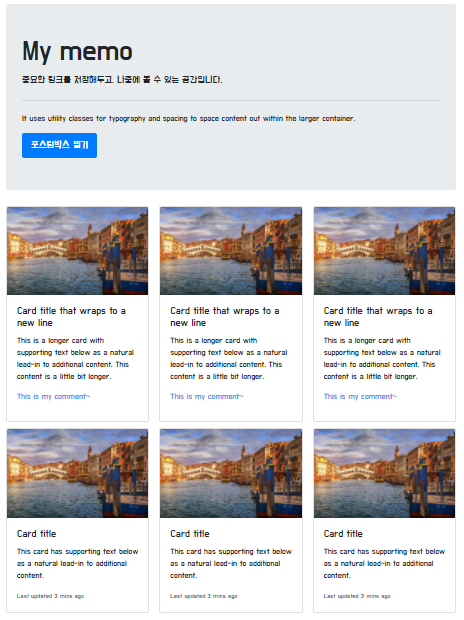 My memo
중요한 링크를 저장해두고, 나중에 볼 수 있는 공간입니다.
It uses utility classes for typography and spacing to space content out within the larger container.
포스팅박스 열기
Card title that wraps to a
new line
This is a longer card with
supporting text below as a natural
lead-in to additional content. This
content is a little bit longer.
This is my comment~
Card title that wraps to a
new line
This is a longer card with
supporting text below as a natural
lead-in to additional content. This
content is a little bit longer.
This is my comment~
Card title that wraps to a
new line
This is a longer card with
supporting text below as a natural
lead-in to additional content. This
content is a little bit longer.
This is my comment~
Card title
This card has supporting text below
as a natural lead-in to additional
content.
Last updated 3 mins ago
Card title
This card has supporting text below
as a natural lead-in to additional
content.
Last updated 3 mins ago
Card title
This card has supporting text below
as a natural lead-in to additional
content.
Last updated 3 mins ago